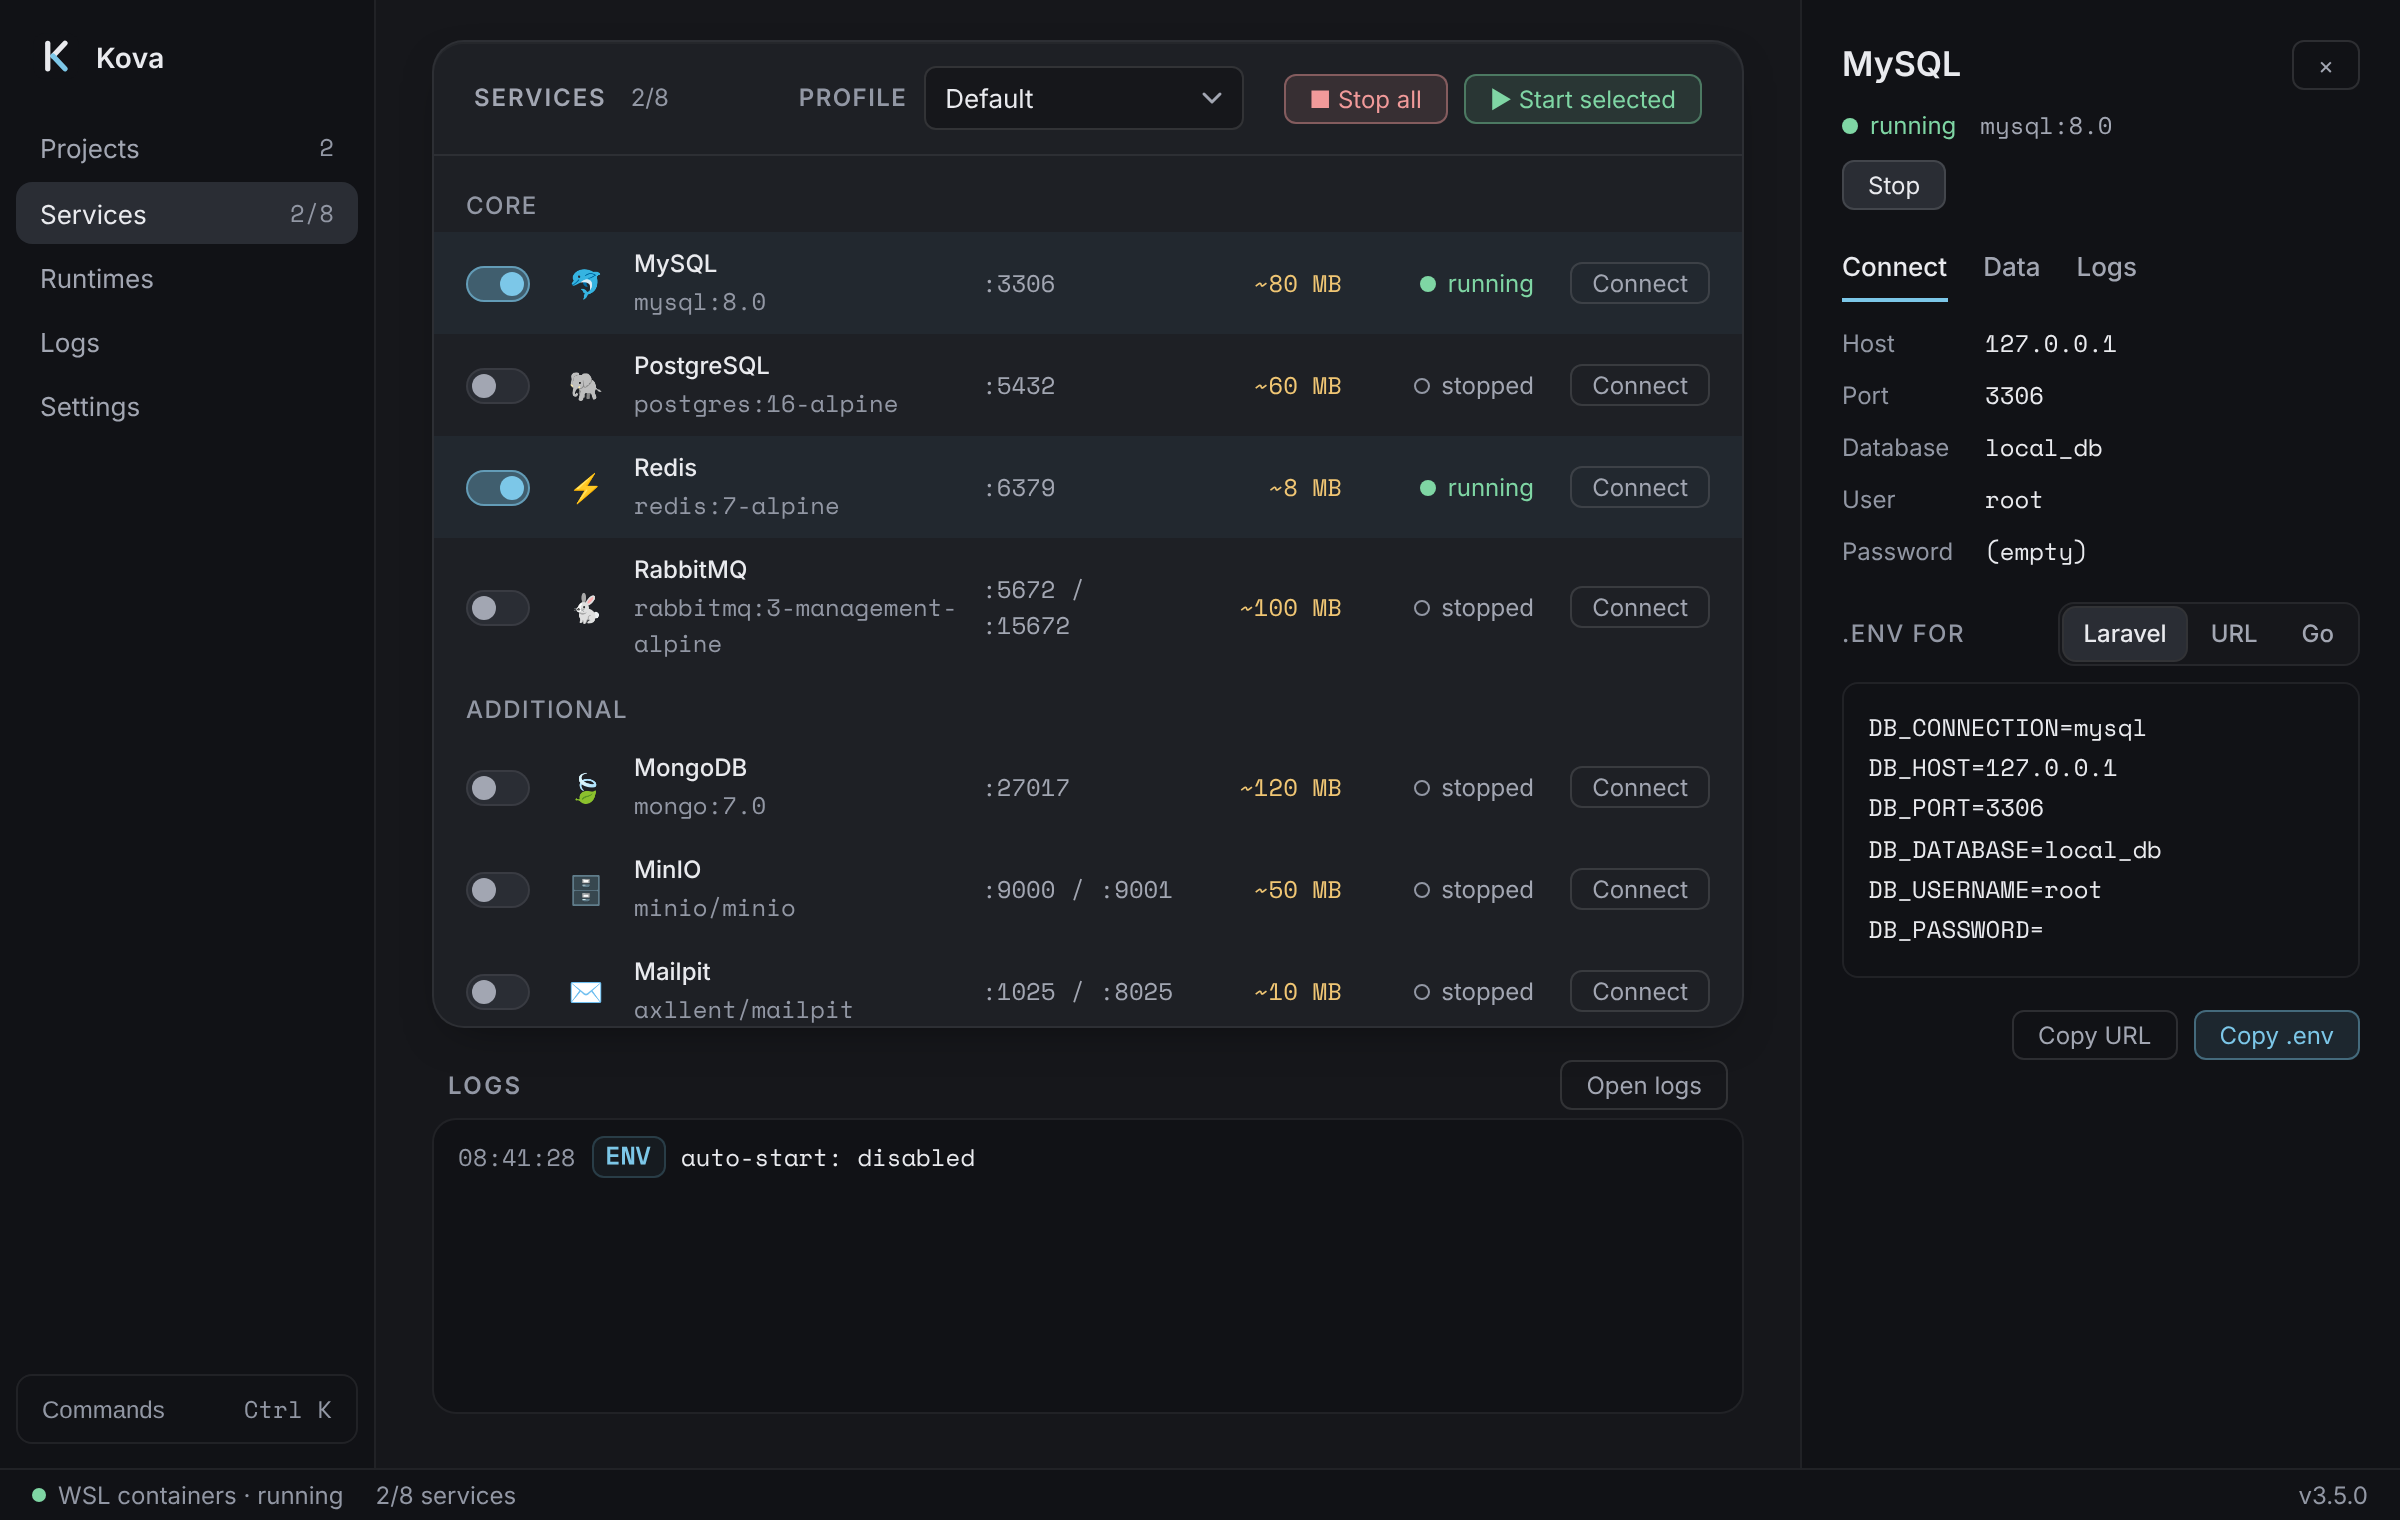 Kova
Projects 2
Services 2/8
Runtimes
Logs
Settings
Commands Ctrl K
SERVICES 2/8 PROFILE Default Stop all Start selected
CORE
MySQL
mysql:8.0
:3306 ~80 MB running Connect
PostgreSQL
postgres:16-alpine
:5432 ~60 MB stopped Connect
Redis
redis:7-alpine
:6379 ~8 MB running Connect
RabbitMQ
rabbitmq:3-management-
alpine
:5672 /
:15672
~100 MB stopped Connect
ADDITIONAL
MongoDB
mongo:7.0
:27017 ~120 MB stopped Connect
MinIO
minio/minio
:9000 / :9001 ~50 MB stopped Connect
Mailpit
axllent/mailpit
:1025 / :8025 ~10 MB stopped Connect
LOGS Open logs
08:41:28 ENV auto-start: disabled
MySQL ×
running mysql:8.0
Stop
Connect Data Logs
Host 127.0.0.1
Port 3306
Database local_db
User root
Password (empty)
.ENV FOR Laravel URL Go
DB_CONNECTION=mysql
DB_HOST=127.0.0.1
DB_PORT=3306
DB_DATABASE=local_db
DB_USERNAME=root
DB_PASSWORD=
Copy URL Copy .env
WSL containers · running 2/8 services v3.5.0